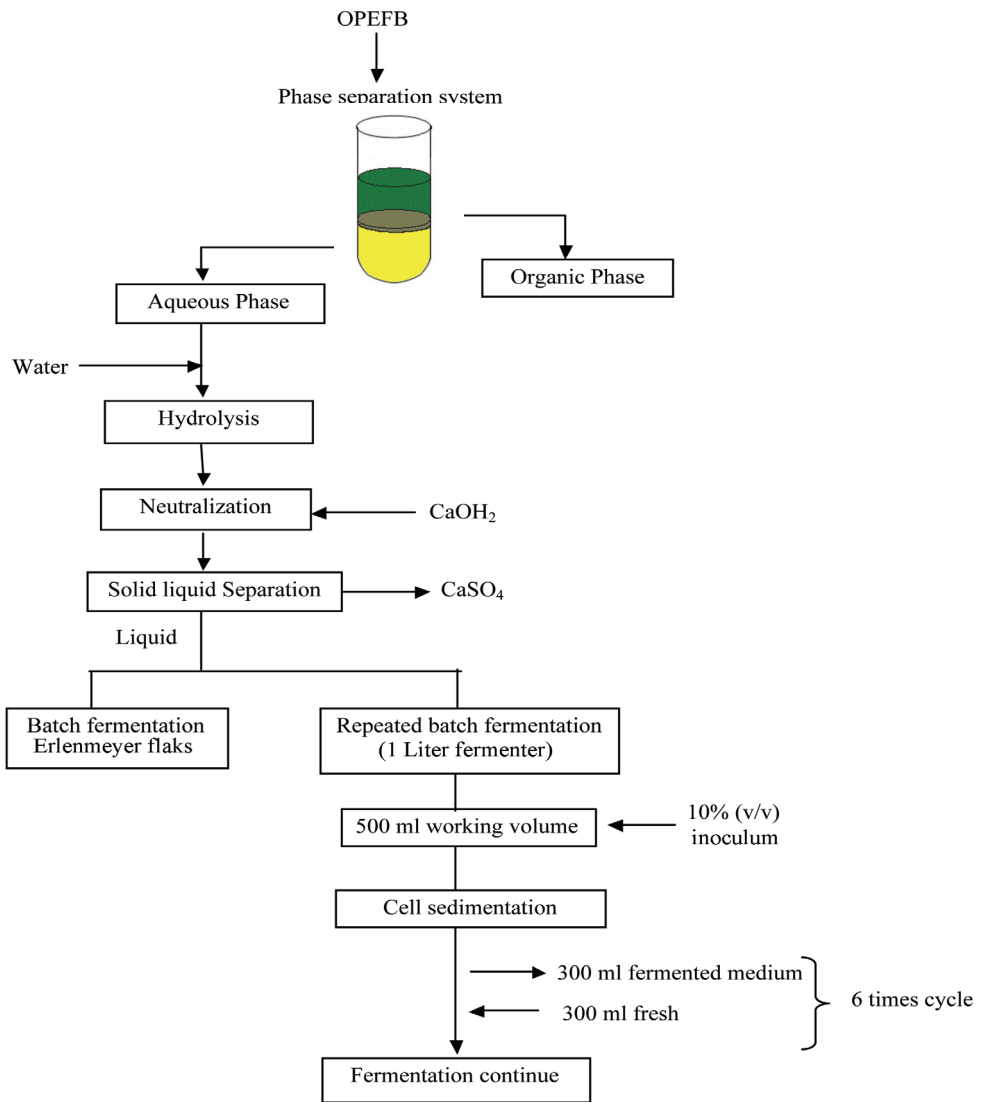 OPEFB
Phase separation system
Organic Phase
Aqueous Phase
Water
Hydrolysis
Neutralization
CaOH₂
Solid liquid Separation
CaSO₄
Liquid
Batch fermentation
Erlenmeyer flaks
Repeated batch fermentation
(1 Liter fermenter)
500 ml working volume
10% (v/v)
inoculum
Cell sedimentation
300 ml fermented medium
300 ml fresh
6 times cycle
Fermentation continue